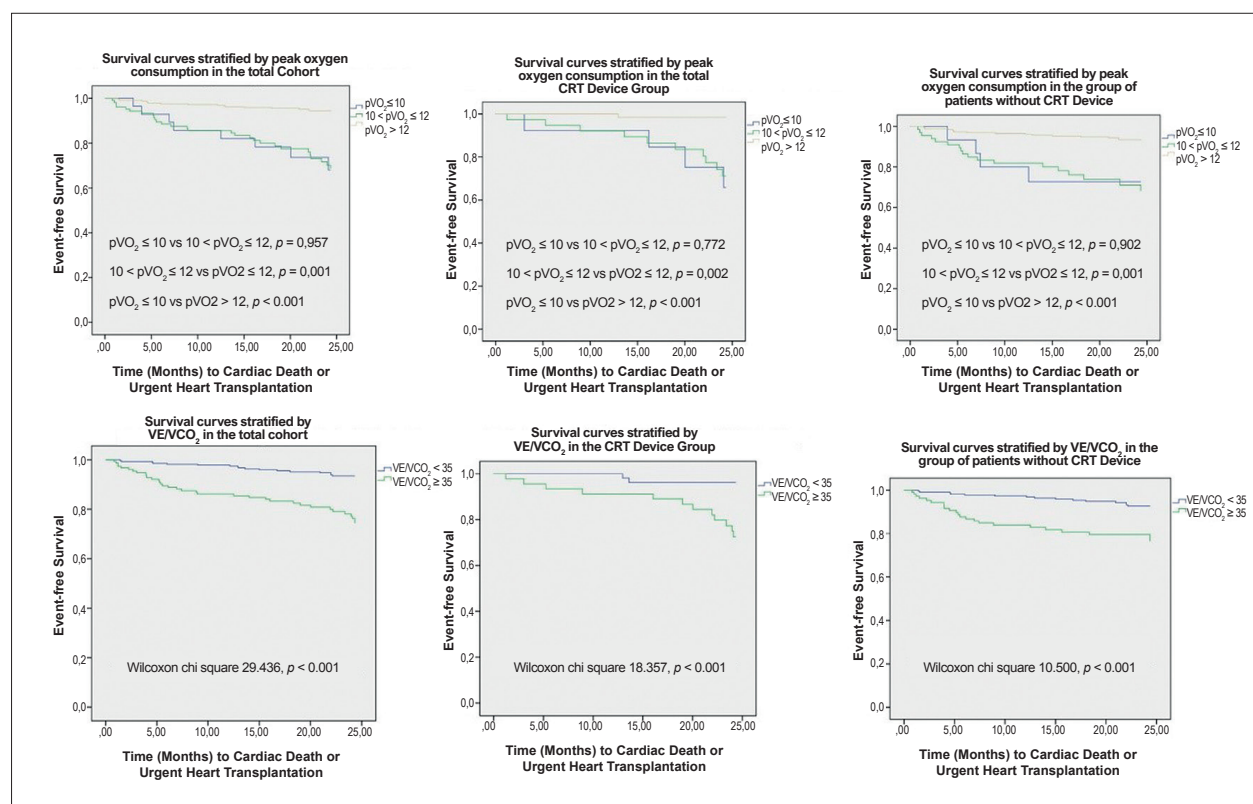 Survival curves stratified by peak oxygen
consumption in the total Cohort
pVO₂ ≤ 10
10 < pVO₂ ≤ 12
pVO₂ > 12
1,0
0,8
0,6
0,4
0,2
0,0
Event-free Survival
pVO₂ ≤ 10 vs 10 < pVO₂ ≤ 12, p = 0,957
10 < pVO₂ ≤ 12 vs pVO2 ≤ 12, p = 0,001
pVO₂ ≤ 10 vs pVO2 > 12, p < 0.001
,00 5,00 10,00 15,00 20,00 25,00
Time (Months) to Cardiac Death or
Urgent Heart Transplantation
Survival curves stratified by peak
oxygen consumption in the total
CRT Device Group
pVO₂ ≤ 10
10 < pVO₂ ≤ 12
pVO₂ > 12
1,0
0,8
0,6
0,4
0,2
0,0
Event-free Survival
pVO₂ ≤ 10 vs 10 < pVO₂ ≤ 12, p = 0,772
10 < pVO₂ ≤ 12 vs pVO2 ≤ 12, p = 0,002
pVO₂ ≤ 10 vs pVO2 > 12, p < 0.001
,00 5,00 10,00 15,00 20,00 25,00
Time (Months) to Cardiac Death or
Urgent Heart Transplantation
Survival curves stratified by peak
oxygen consumption in the group of
patients without CRT Device
pVO₂ ≤ 10
10 < pVO₂ ≤ 12
pVO₂ > 12
1,0
0,8
0,6
0,4
0,2
0,0
Event-free Survival
pVO₂ ≤ 10 vs 10 < pVO₂ ≤ 12, p = 0,902
10 < pVO₂ ≤ 12 vs pVO2 ≤ 12, p = 0,001
pVO₂ ≤ 10 vs pVO2 > 12, p < 0.001
,00 5,00 10,00 15,00 20,00 25,00
Time (Months) to Cardiac Death or
Urgent Heart Transplantation
Survival curves stratified by
VE/VCO₂ in the total cohort
VE/VCO₂ < 35
VE/VCO₂ ≥ 35
1,0
0,8
0,6
0,4
0,2
0,0
Event-free Survival
Wilcoxon chi square 29.436, p < 0.001
,00 5,00 10,00 15,00 20,00 25,00
Time (Months) to Cardiac Death or
Urgent Heart Transplantation
Survival curves stratified by
VE/VCO₂ in the CRT Device Group
VE/VCO₂ < 35
VE/VCO₂ ≥ 35
1,0
0,8
0,6
0,4
0,2
0,0
Event-free Survival
Wilcoxon chi square 18.357, p < 0.001
,00 5,00 10,00 15,00 20,00 25,00
Time (Months) to Cardiac Death or
Urgent Heart Transplantation
Survival curves stratified by VE/VCO₂ in the
group of patients without CRT Device
VE/VCO₂ < 35
VE/VCO₂ ≥ 35
1,0
0,8
0,6
0,4
0,2
0,0
Event-free Survival
Wilcoxon chi square 10.500, p < 0.001
,00 5,00 10,00 15,00 20,00 25,00
Time (Months) to Cardiac Death or
Urgent Heart Transplantation